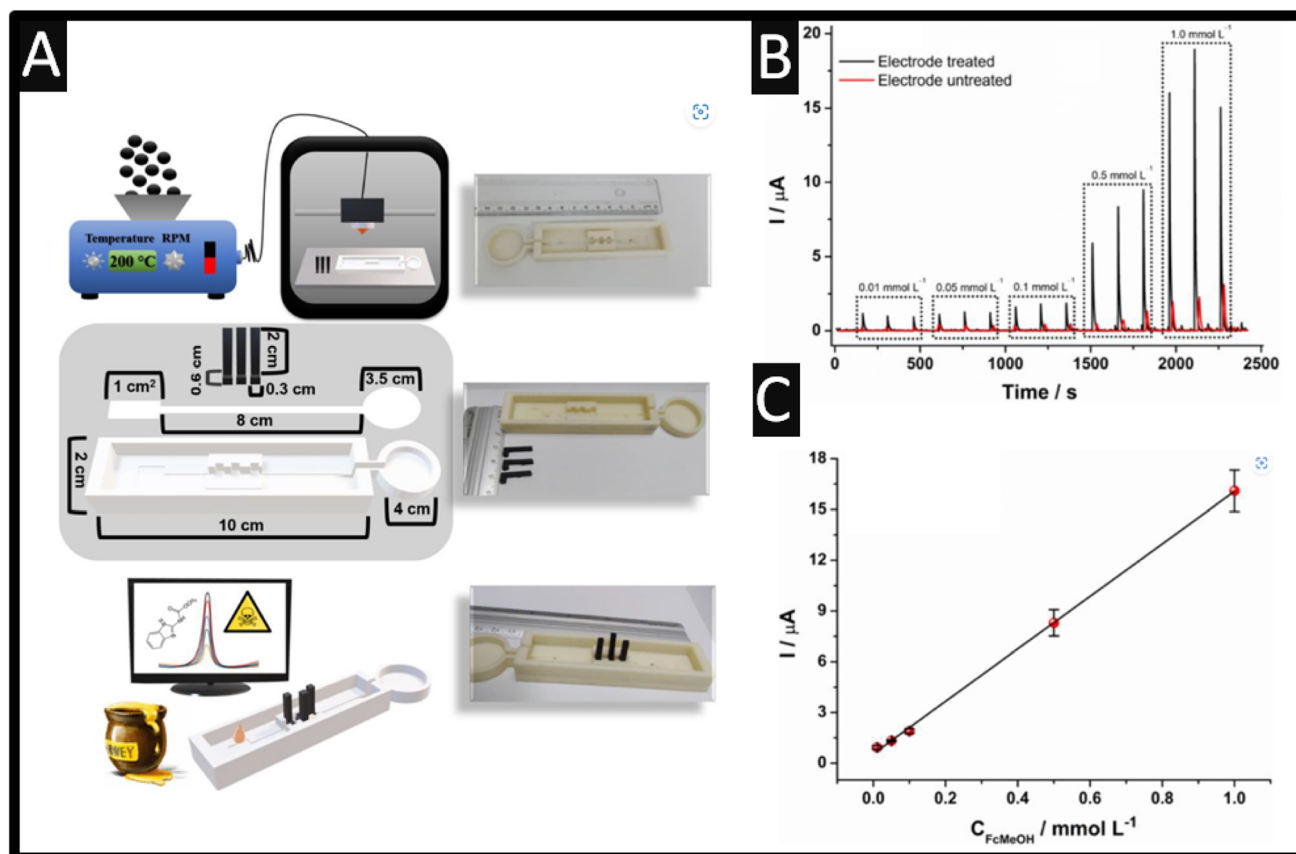 A
Temperature RPM
200 °C
2 cm
0.6 cm
0.3 cm
1 cm²
3.5 cm
8 cm
2 cm
10 cm
4 cm
B
Electrode treated
Electrode untreated
1.0 mmol L⁻¹
0.5 mmol L⁻¹
0.01 mmol L⁻¹
0.05 mmol L⁻¹
0.1 mmol L⁻¹
I / μA
20
15
10
5
0
0 500 1000 1500 2000 2500
Time / s
C
I / μA
18
15
12
9
6
3
0
0.0 0.2 0.4 0.6 0.8 1.0
C_FcMeOH / mmol L⁻¹